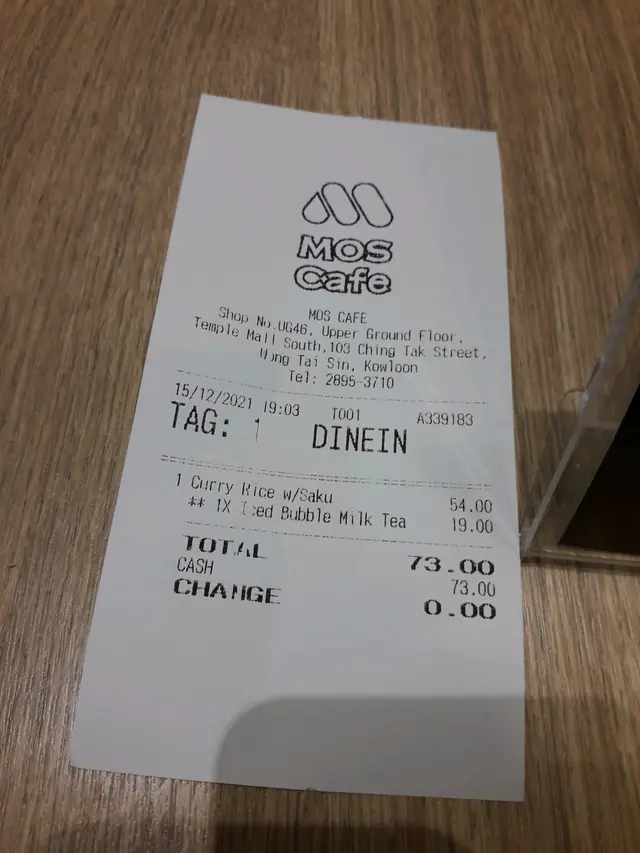 MOS
Cafe
MOS CAFE
Shop No.UG46, Upper Ground Floor,
Temple Mall South,103 Ching Tak Street,
Wong Tai Sin, Kowloon
Tel: 2895-3710
15/12/2021 19:03 T001 A339183
TAG: 1 DINEIN
1 Curry Rice w/Saku 54.00
** 1X Iced Bubble Milk Tea 19.00
TOTAL 73.00
CASH 73.00
CHANGE 0.00